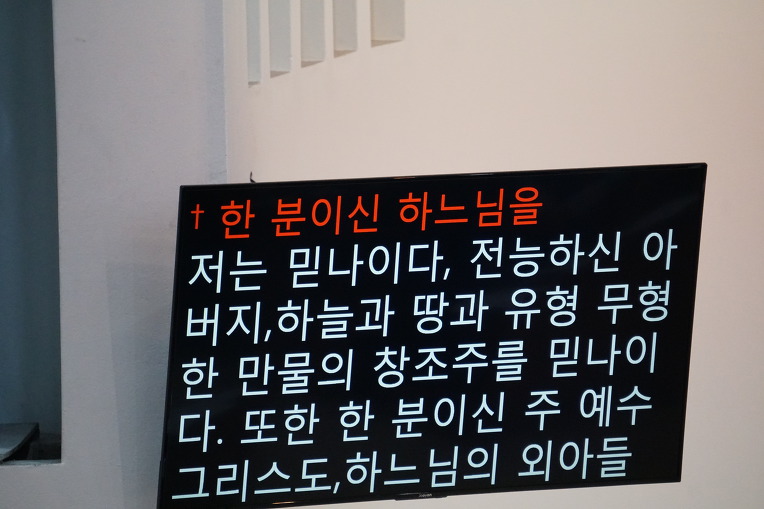 † 한 분이신 하느님을
저는 믿나이다, 전능하신 아
버지,하늘과 땅과 유형 무형
한 만물의 창조주를 믿나이
다. 또한 한 분이신 주 예수
그리스도,하느님의 외아들